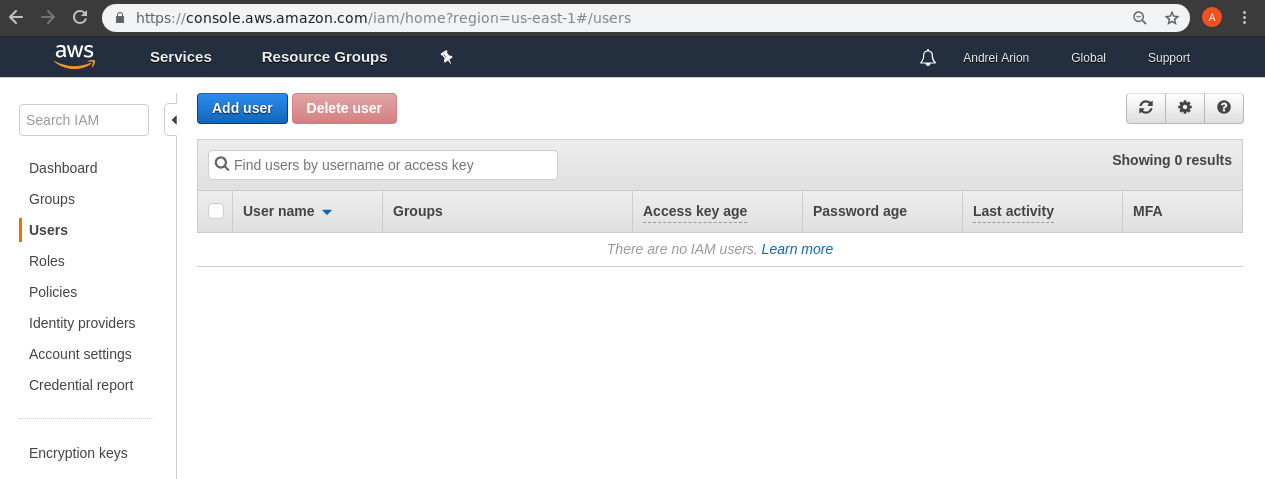 https://console.aws.amazon.com/iam/home?region=us-east-1#/users
A
aws
Services
Resource Groups
Andrei Arion
Global
Support
Search IAM
Dashboard
Groups
Users
Roles
Policies
Identity providers
Account settings
Credential report
Encryption keys
Add user
Delete user
Find users by username or access key
Showing 0 results
User name
Groups
Access key age
Password age
Last activity
MFA
There are no IAM users. Learn more